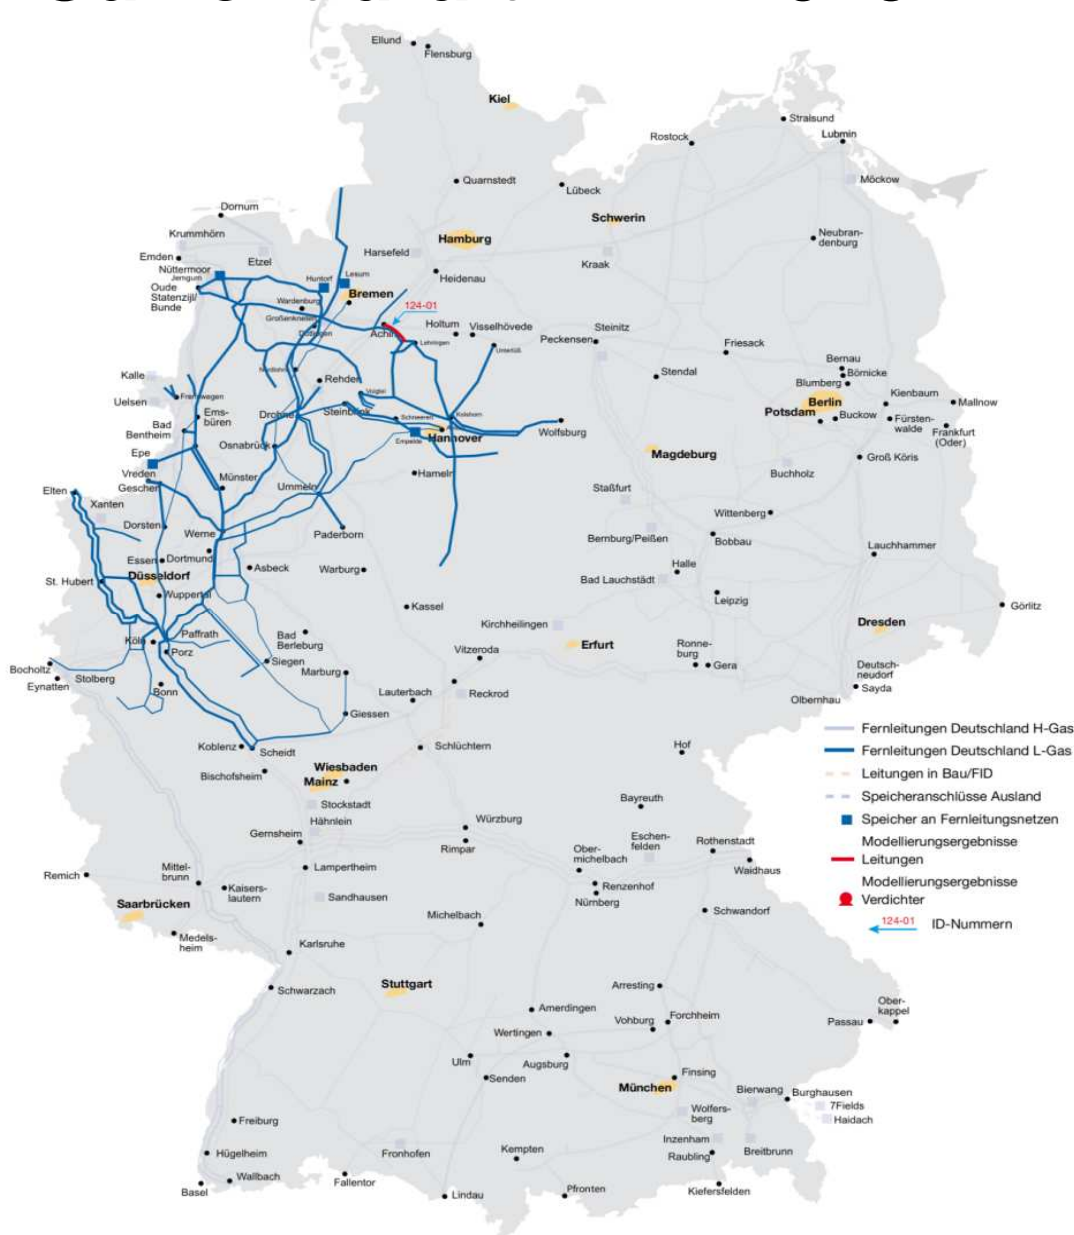 Ellund
Flensburg
Kiel
Stralsund
Rostock
Lubmin
Quarnstedt
Lübeck
Möckow
Dornum
Schwerin
Krummhörn
Hamburg
Neubran-
denburg
Emden
Etzel
Harsefeld
Kraak
Nüttermoor
Jemgum
Huntorf
Lesum
Heidenau
Oude
Statenzijl/
Bunde
Bremen
Wardenburg
124-01
Großenkneten
Achim
Holtum
Visselhövede
Steinitz
Lehringen
Peckensen
Unterlüß
Friesack
Bernau
Börnicke
Kalle
Rehden
Stendal
Blumberg
Kienbaum
Uelsen
Frenswegen
Voigtei
Berlin
Mallnow
Ems-
büren
Drohne
Steinbrink
Potsdam
Buckow
Fürsten-
walde
Schneeren
Kolshorn
Frankfurt
(Oder)
Bad
Bentheim
Osnabrück
Empelde
Hannover
Wolfsburg
Epe
Magdeburg
Groß Köris
Vreden
Buchholz
Gescher
Münster
Ummeln
Hameln
Elten
Staßfurt
Xanten
Wittenberg
Dorsten
Werne
Paderborn
Bernburg/Peißen
Bobbau
Lauchhammer
Essen
Dortmund
Asbeck
Warburg
Halle
Düsseldorf
St. Hubert
Bad Lauchstädt
Wuppertal
Leipzig
Kassel
Görlitz
Kirchheilingen
Dresden
Köln
Paffrath
Bad
Berleburg
Erfurt
Ronne-
burg
Porz
Vitzeroda
Gera
Siegen
Bocholtz
Marburg
Deutsch-
neudorf
Eynatten
Stolberg
Bonn
Lauterbach
Reckrod
Sayda
Olbernhau
Giessen
Koblenz
Scheidt
Schlüchtern
Hof
Wiesbaden
Bischofsheim
Mainz
Stockstadt
Bayreuth
Hähnlein
Würzburg
Gernsheim
Eschen-
felden
Rothenstadt
Rimpar
Ober-
michelbach
Lampertheim
Waidhaus
Remich
Mittel-
brunn
Kaisers-
lautern
Renzenhof
Sandhausen
Nürnberg
Saarbrücken
Michelbach
Schwandorf
Medels-
heim
Karlsruhe
Stuttgart
Arresting
Schwarzach
Ober-
kappel
Amerdingen
Forchheim
Vohburg
Passau
Wertingen
Ulm
Augsburg
Senden
Finsing
München
Bierwang
Burghausen
7Fields
Wolfers-
berg
Haidach
Freiburg
Inzenham
Hügelheim
Fronhofen
Kempten
Raubling
Breitbrunn
Wallbach
Fallentor
Basel
Lindau
Pfronten
Kiefersfelden
Fernleitungen Deutschland H-Gas
Fernleitungen Deutschland L-Gas
Leitungen in Bau/FID
Speicheranschlüsse Ausland
Speicher an Fernleitungsnetzen
Modellierungsergebnisse
Leitungen
Modellierungsergebnisse
Verdichter
124-01
ID-Nummern